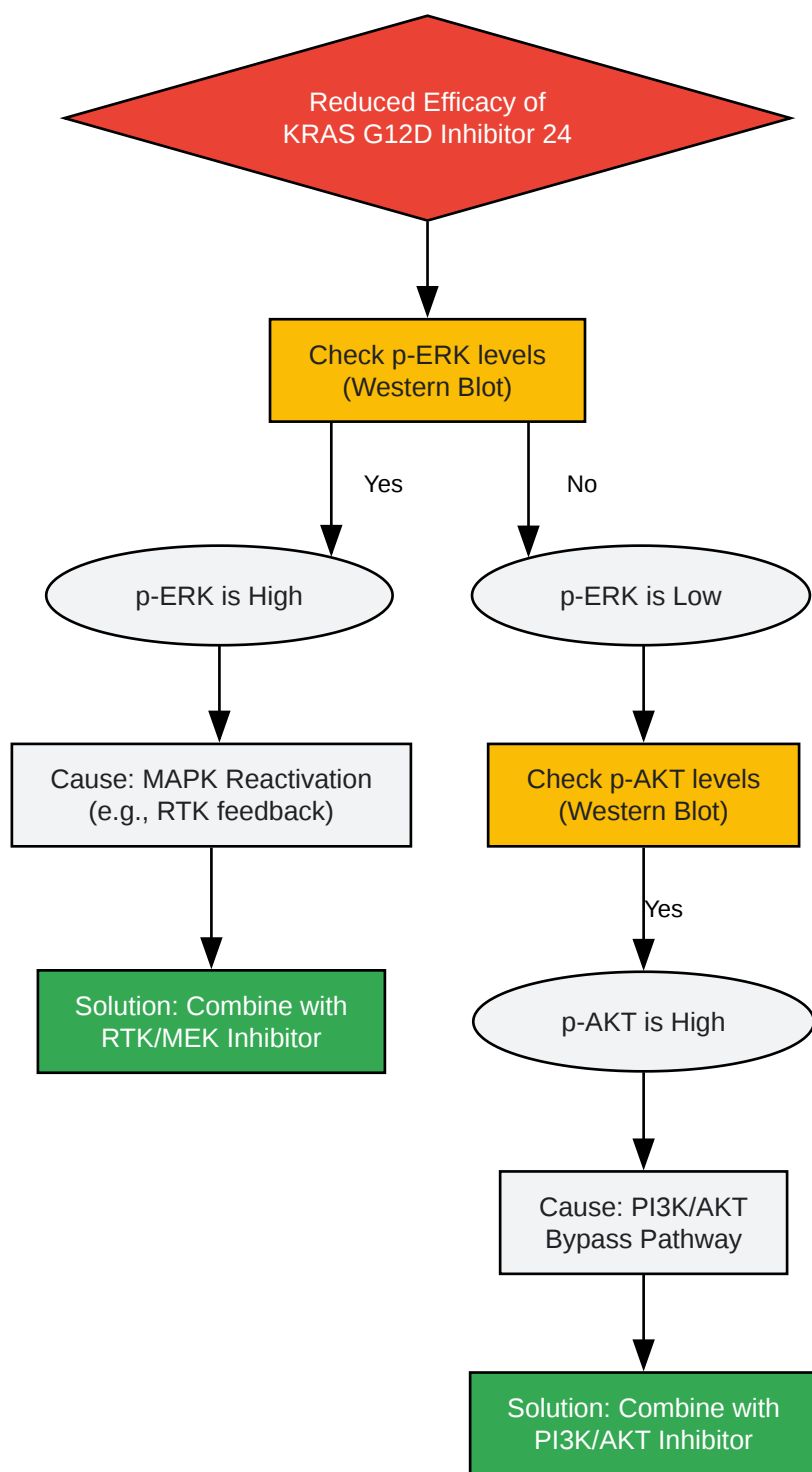 Reduced Efficacy of
KRAS G12D Inhibitor 24
Check p-ERK levels
(Western Blot)
Yes
No
p-ERK is High
p-ERK is Low
Cause: MAPK Reactivation
(e.g., RTK feedback)
Check p-AKT levels
(Western Blot)
Yes
Solution: Combine with
RTK/MEK Inhibitor
p-AKT is High
Cause: PI3K/AKT
Bypass Pathway
Solution: Combine with
PI3K/AKT Inhibitor